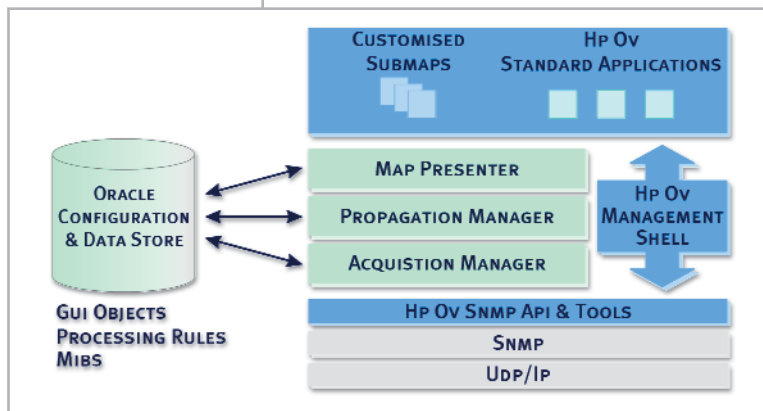 CUSTOMISED
SUBMAPS
HP OV
STANDARD APPLICATIONS
ORACLE
CONFIGURATION
& DATA STORE
MAP PRESENTER
PROPAGATION MANAGER
ACQUISTION MANAGER
HP OV
MANAGEMENT
SHELL
GUI OBJECTS
PROCESSING RULES
MIBS
HP OV SNMP API & TOOLS
SNMP
UDP/IP